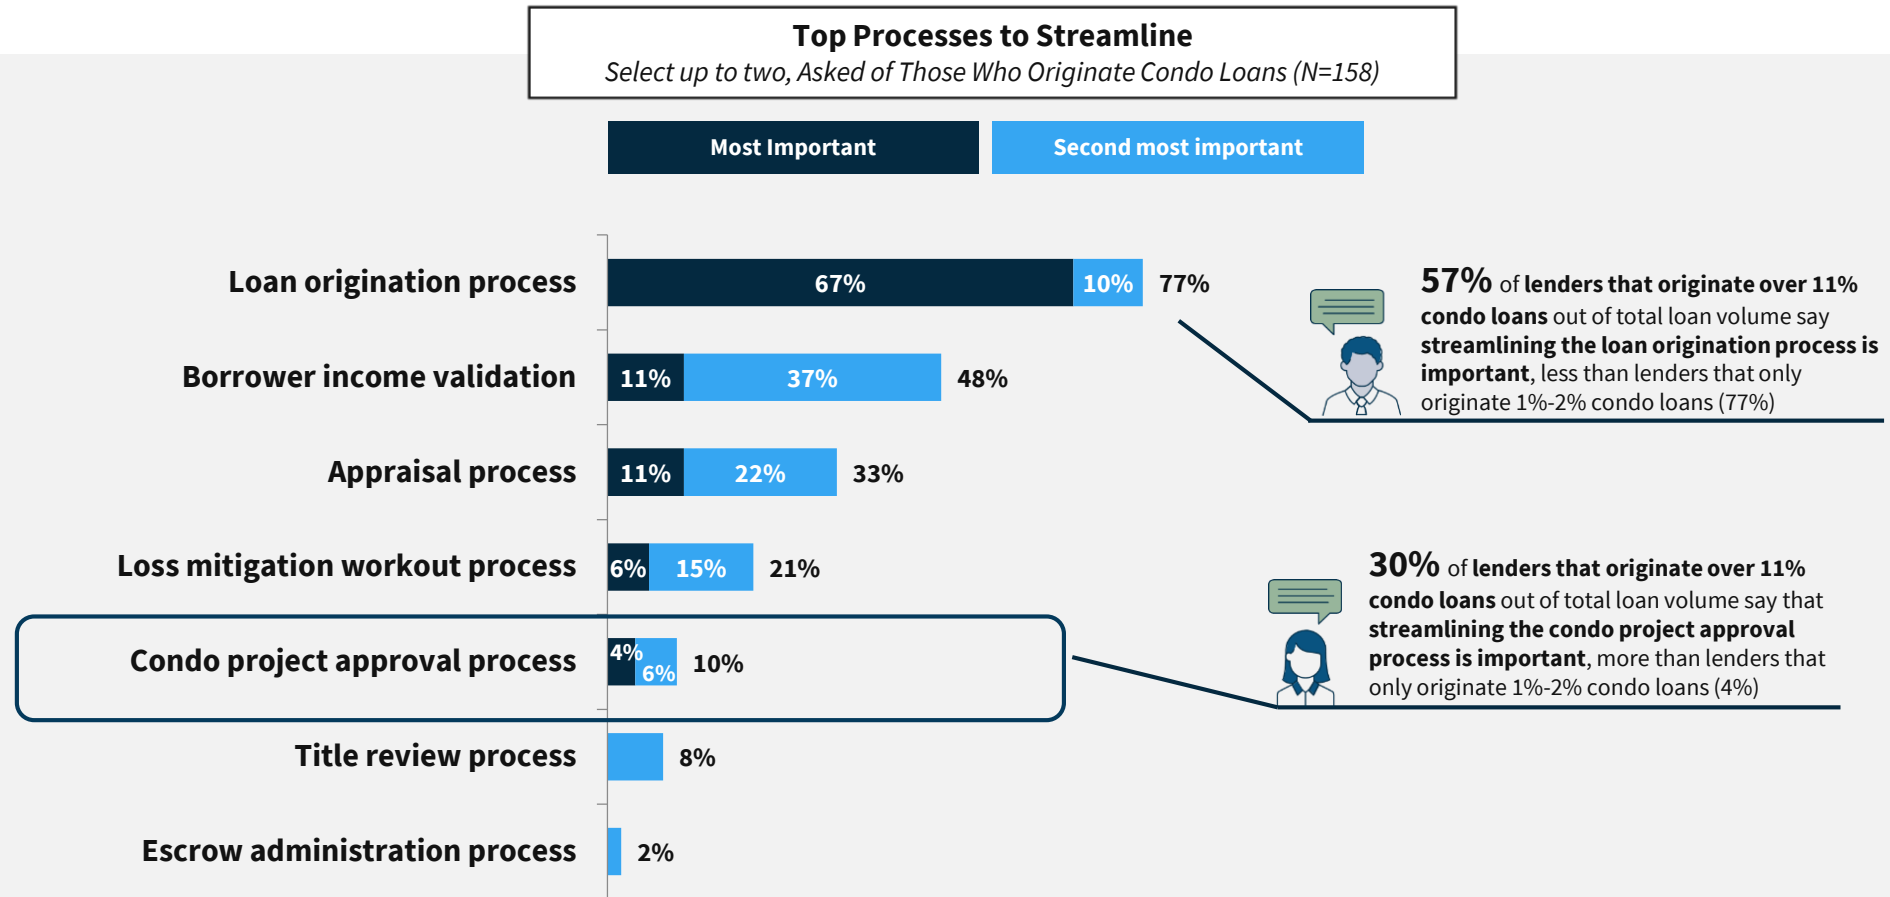 Top Processes to Streamline
Select up to two, Asked of Those Who Originate Condo Loans (N=158)
Most Important
Second most important
Loan origination process
67%
10%
77%
Borrower income validation
11%
37%
48%
Appraisal process
11%
22%
33%
Loss mitigation workout process
6%
15%
21%
Condo project approval process
4%
6%
10%
Title review process
8%
Escrow administration process
2%
57% of lenders that originate over 11%
condo loans out of total loan volume say
streamlining the loan origination process is
important, less than lenders that only
originate 1%-2% condo loans (77%)
30% of lenders that originate over 11%
condo loans out of total loan volume say that
streamlining the condo project approval
process is important, more than lenders that
only originate 1%-2% condo loans (4%)